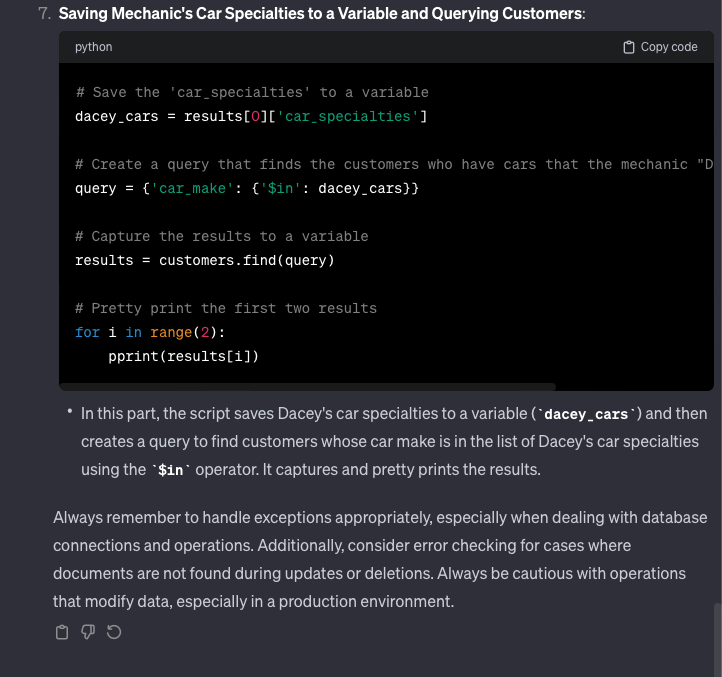 7. Saving Mechanic's Car Specialties to a Variable and Querying Customers:
python Copy code
# Save the 'car_specialties' to a variable
dacey_cars = results[0]['car_specialties']
# Create a query that finds the customers who have cars that the mechanic "D
query = {'car_make': {'$in': dacey_cars}}
# Capture the results to a variable
results = customers.find(query)
# Pretty print the first two results
for i in range(2):
    pprint(results[i])
• In this part, the script saves Dacey's car specialties to a variable (`dacey_cars`) and then
creates a query to find customers whose car make is in the list of Dacey's car specialties
using the `$in` operator. It captures and pretty prints the results.
Always remember to handle exceptions appropriately, especially when dealing with database
connections and operations. Additionally, consider error checking for cases where
documents are not found during updates or deletions. Always be cautious with operations
that modify data, especially in a production environment.